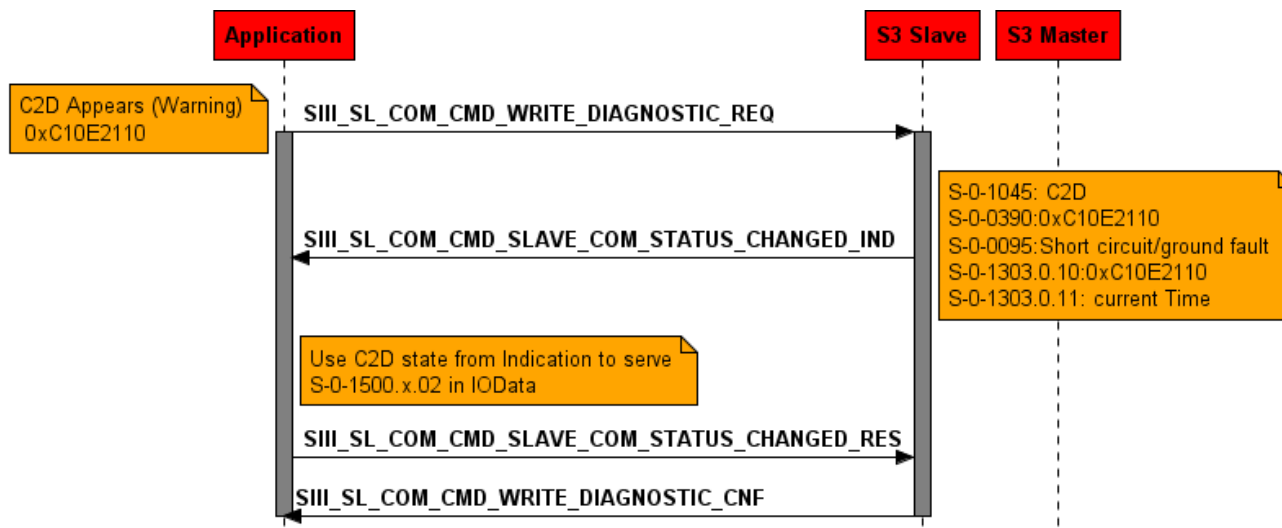 Application
S3 Slave
S3 Master
C2D Appears (Warning)
0xC10E2110
SIII_SL_COM_CMD_WRITE_DIAGNOSTIC_REQ
S-0-1045: C2D
S-0-0390:0xC10E2110
S-0-0095:Short circuit/ground fault
S-0-1303.0.10:0xC10E2110
S-0-1303.0.11: current Time
SIII_SL_COM_CMD_SLAVE_COM_STATUS_CHANGED_IND
Use C2D state from Indication to serve
S-0-1500.x.02 in IOData
SIII_SL_COM_CMD_SLAVE_COM_STATUS_CHANGED_RES
SIII_SL_COM_CMD_WRITE_DIAGNOSTIC_CNF